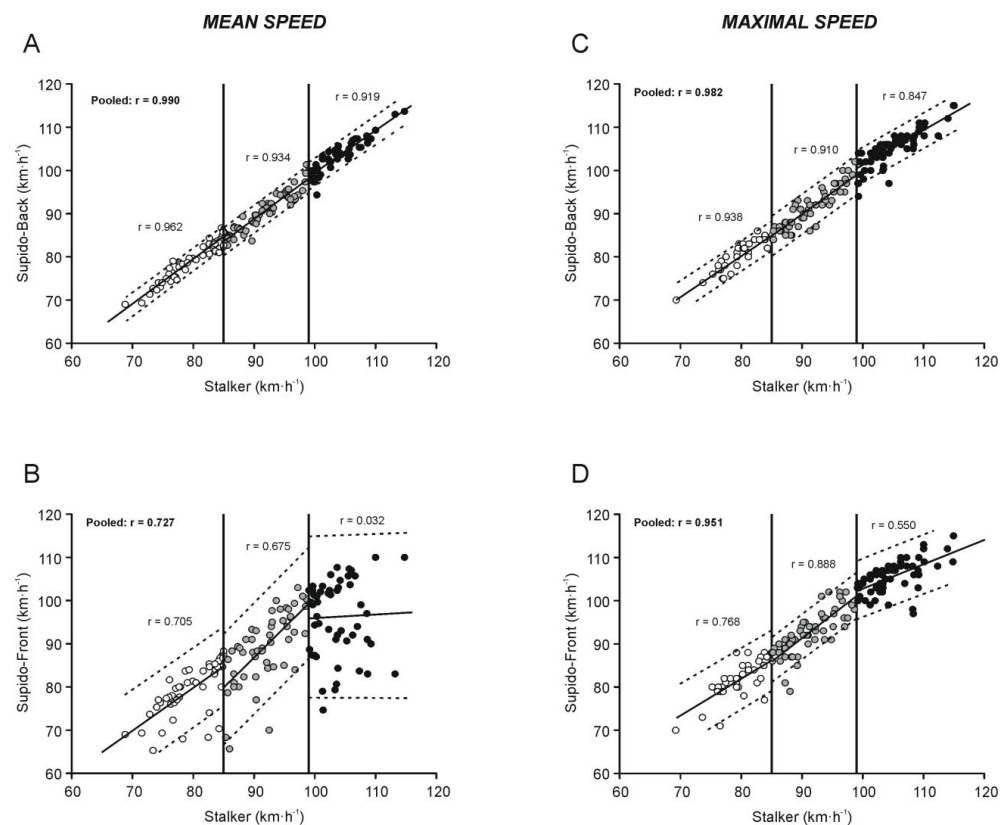 MEAN SPEED
MAXIMAL SPEED
A
Pooled: r = 0.990
r = 0.919
r = 0.934
r = 0.962
120
110
100
90
80
70
60
Supido-Back (km·h⁻¹)
60 70 80 90 100 110 120
Stalker (km·h⁻¹)
C
Pooled: r = 0.982
r = 0.847
r = 0.910
r = 0.938
120
110
100
90
80
70
60
Supido-Back (km·h⁻¹)
60 70 80 90 100 110 120
Stalker (km·h⁻¹)
B
Pooled: r = 0.727
r = 0.032
r = 0.675
r = 0.705
120
110
100
90
80
70
60
Supido-Front (km·h⁻¹)
60 70 80 90 100 110 120
Stalker (km·h⁻¹)
D
Pooled: r = 0.951
r = 0.550
r = 0.888
r = 0.768
120
110
100
90
80
70
60
Supido-Front (km·h⁻¹)
60 70 80 90 100 110 120
Stalker (km·h⁻¹)